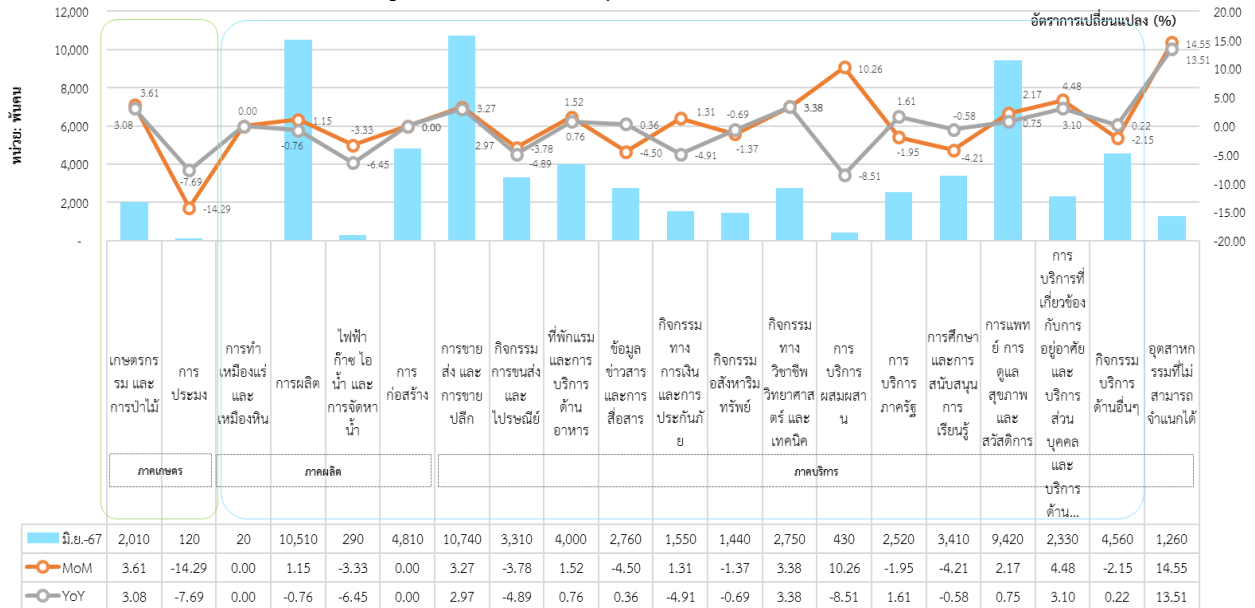 อัตราการเปลี่ยนแปลง (%)
หน่วย: พันคน
12,000
10,000
8,000
6,000
4,000
2,000
-
20.00
15.00
10.00
5.00
0.00
-5.00
-10.00
-15.00
-20.00
3.61
3.08
-7.69
-14.29
0.00
1.15
-0.76
-3.33
-6.45
0.00
3.27
2.97
-3.78
-4.89
1.52
0.76
0.36
-4.50
1.31
-4.91
-0.69
-1.37
3.38
10.26
-8.51
1.61
-1.95
-0.58
-4.21
2.17
0.75
4.48
3.10
0.22
-2.15
14.55
13.51
เกษตรกร
รม และ
การป่าไม้
การ
ประมง
การทำ
เหมืองแร่
และ
เหมืองหิน
การผลิต
ไฟฟ้า
ก๊าซ ไอ
น้ำ และ
การจัดหา
น้ำ
การ
ก่อสร้าง
การขาย
ส่ง และ
การขาย
ปลีก
กิจกรรม
การขนส่ง
และ
ไปรษณีย์
ที่พักแรม
และการ
บริการ
ด้าน
อาหาร
ข้อมูล
ข่าวสาร
และการ
สื่อสาร
กิจกรรม
ทาง
การเงิน
และการ
ประกันภั
ย
กิจกรรม
อสังหาริม
ทรัพย์
กิจกรรม
ทาง
วิชาชีพ
วิทยาศาส
ตร์ และ
เทคนิค
การ
บริการ
ผสมผสา
น
การ
บริการ
ภาครัฐ
การศึกษา
และการ
สนับสนุน
การ
เรียนรู้
การแพท
ย์ การ
ดูแล
สุขภาพ
และ
สวัสดิการ
การ
บริการที่
เกี่ยวข้อง
กับการ
อยู่อาศัย
และ
บริการ
ส่วน
บุคคล
และ
บริการ
ด้าน...
กิจกรรม
บริการ
ด้านอื่นๆ
อุตสาหก
รรมที่ไม่
สามารถ
จำแนกได้
ภาคเกษตร
ภาคผลิต
ภาคบริการ
มิ.ย.-67 2,010 120 20 10,510 290 4,810 10,740 3,310 4,000 2,760 1,550 1,440 2,750 430 2,520 3,410 9,420 2,330 4,560 1,260
MoM 3.61 -14.29 0.00 1.15 -3.33 0.00 3.27 -3.78 1.52 -4.50 1.31 -1.37 3.38 10.26 -1.95 -4.21 2.17 4.48 -2.15 14.55
YoY 3.08 -7.69 0.00 -0.76 -6.45 0.00 2.97 -4.89 0.76 0.36 -4.91 -0.69 3.38 -8.51 1.61 -0.58 0.75 3.10 0.22 13.51